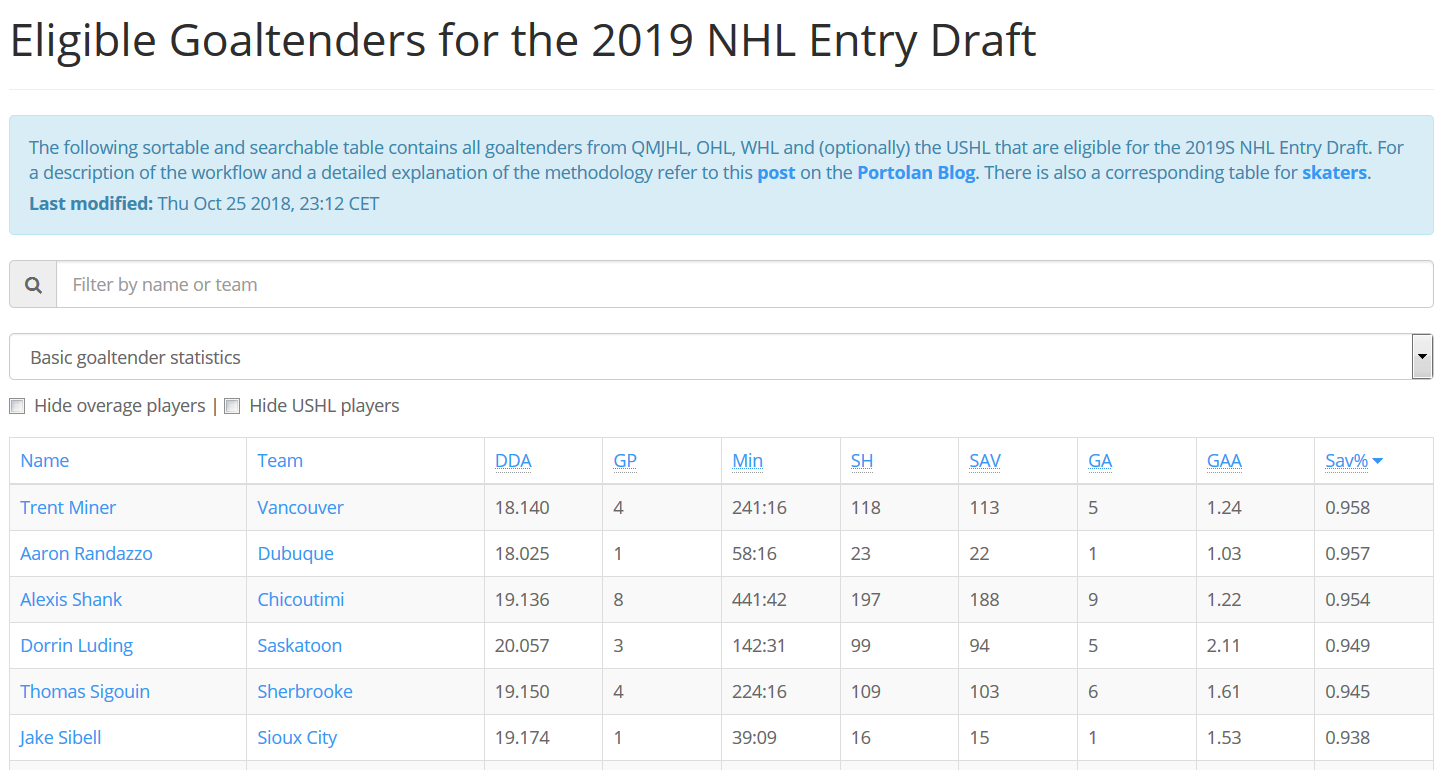 Eligible Goaltenders for the 2019 NHL Entry Draft
The following sortable and searchable table contains all goaltenders from QMJHL, OHL, WHL and (optionally) the USHL that are eligible for the 2019S NHL Entry Draft. For
a description of the workflow and a detailed explanation of the methodology refer to this post on the Portolan Blog. There is also a corresponding table for skaters.
Last modified: Thu Oct 25 2018, 23:12 CET
Filter by name or team
Basic goaltender statistics
Hide overage players | Hide USHL players
Name Team DDA GP Min SH SAV GA GAA Sav%
Trent Miner Vancouver 18.140 4 241:16 118 113 5 1.24 0.958
Aaron Randazzo Dubuque 18.025 1 58:16 23 22 1 1.03 0.957
Alexis Shank Chicoutimi 19.136 8 441:42 197 188 9 1.22 0.954
Dorrin Luding Saskatoon 20.057 3 142:31 99 94 5 2.11 0.949
Thomas Sigouin Sherbrooke 19.150 4 224:16 109 103 6 1.61 0.945
Jake Sibell Sioux City 19.174 1 39:09 16 15 1 1.53 0.938